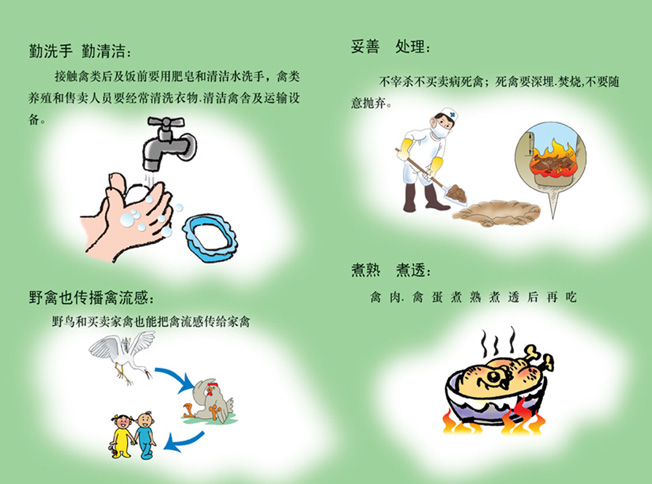 勤洗手 勤清洁：
接触禽类后及饭前要用肥皂和清洁水洗手，禽类
养殖和售卖人员要经常清洗衣物.清洁禽舍及运输设
备。
野禽也传播禽流感：
野鸟和买卖家禽也能把禽流感传给家禽
妥善 处理：
不宰杀不买卖病死禽；死禽要深埋.焚烧,不要随
意抛弃。
煮熟 煮透：
禽肉.禽蛋煮熟煮透后再吃